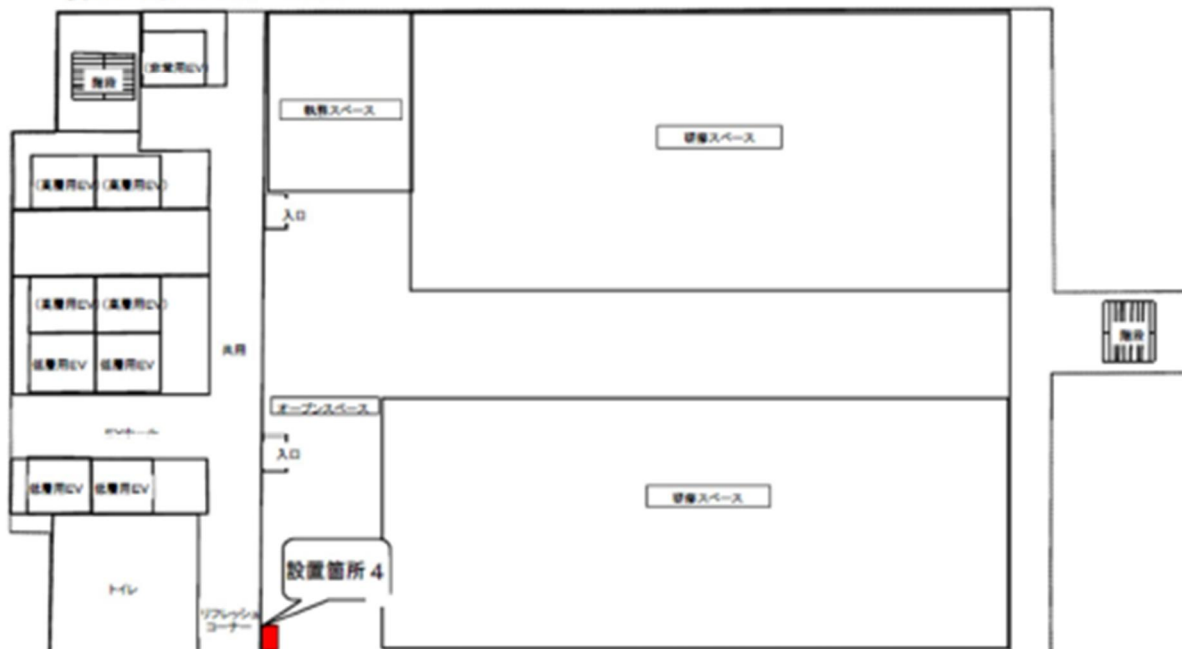 (非常用EV)
階段
執務スペース
研修スペース
(高層用EV) (高層用EV)
入口
(高層用EV) (高層用EV)
階段
共用
低層用EV 低層用EV
オープンスペース
EVホール
入口
低層用EV 低層用EV
研修スペース
設置箇所 4
トイレ
リフレッシュ
コーナー